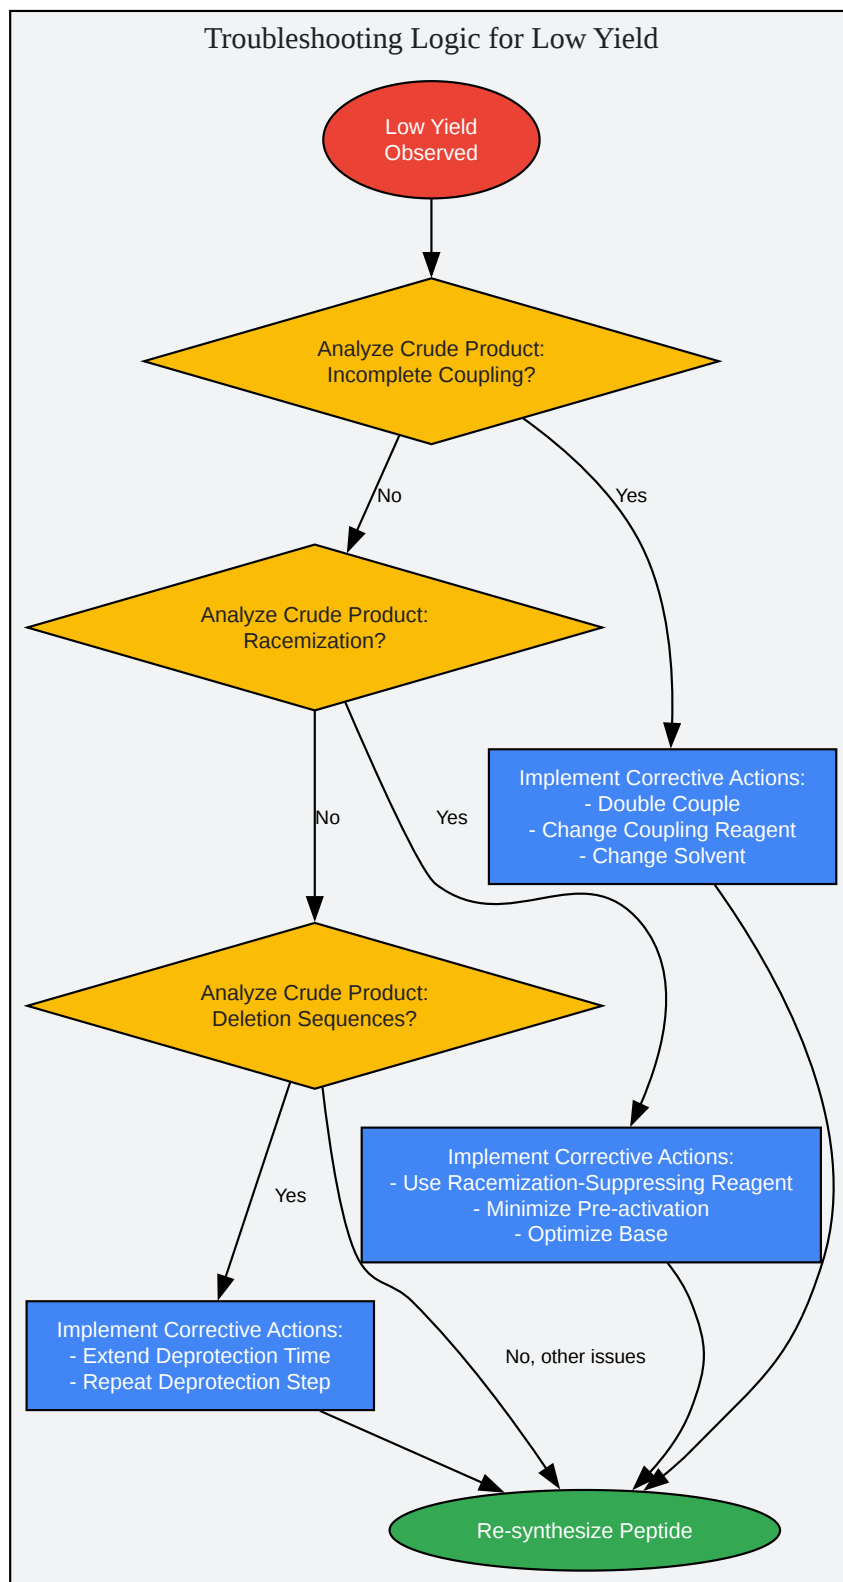 Troubleshooting Logic for Low Yield
Low Yield
Observed
Analyze Crude Product:
Incomplete Coupling?
No
Yes
Analyze Crude Product:
Racemization?
Implement Corrective Actions:
- Double Couple
- Change Coupling Reagent
- Change Solvent
No
Yes
Analyze Crude Product:
Deletion Sequences?
Implement Corrective Actions:
- Use Racemization-Suppressing Reagent
- Minimize Pre-activation
- Optimize Base
Yes
Implement Corrective Actions:
- Extend Deprotection Time
- Repeat Deprotection Step
No, other issues
Re-synthesize Peptide